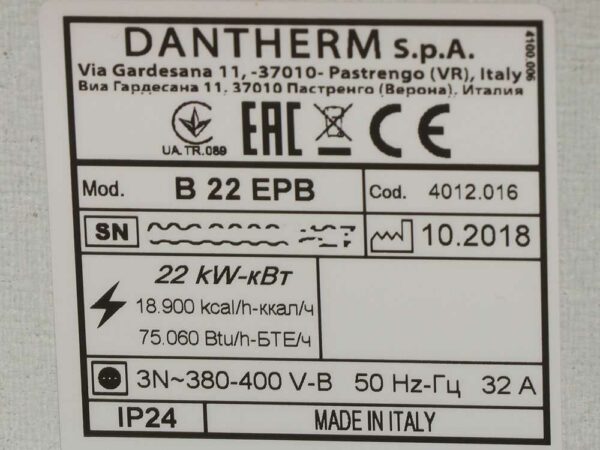 DANTHERM S.p.A.
Via Gardesana 11, -37010- Pastrengo (VR), Italy
Виа Гардесана 11, 37010 Пастренго (Верона), Италия
4100.006
UA.TR.089
EAC CE
Mod. B 22 EPB Cod. 4012.016
SN 10.2018
22 kW-кВт
18.900 kcal/h-ккал/ч
75.060 Btu/h-БТЕ/ч
3N~380-400 V-В 50 Hz-Гц 32 A
IP24 MADE IN ITALY